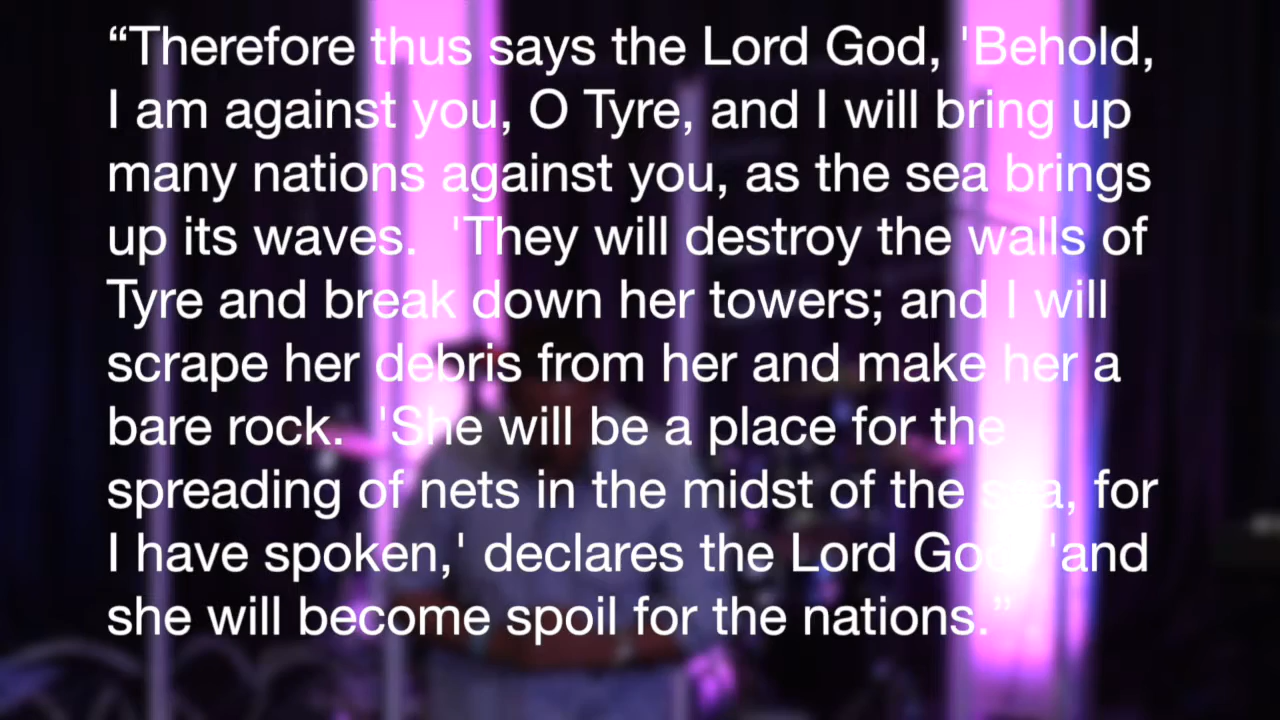 “Therefore thus says the Lord God, 'Behold,
I am against you, O Tyre, and I will bring up
many nations against you, as the sea brings
up its waves. 'They will destroy the walls of
Tyre and break down her towers; and I will
scrape her debris from her and make her a
bare rock. 'She will be a place for the
spreading of nets in the midst of the sea, for
I have spoken,' declares the Lord God, 'and
she will become spoil for the nations.”